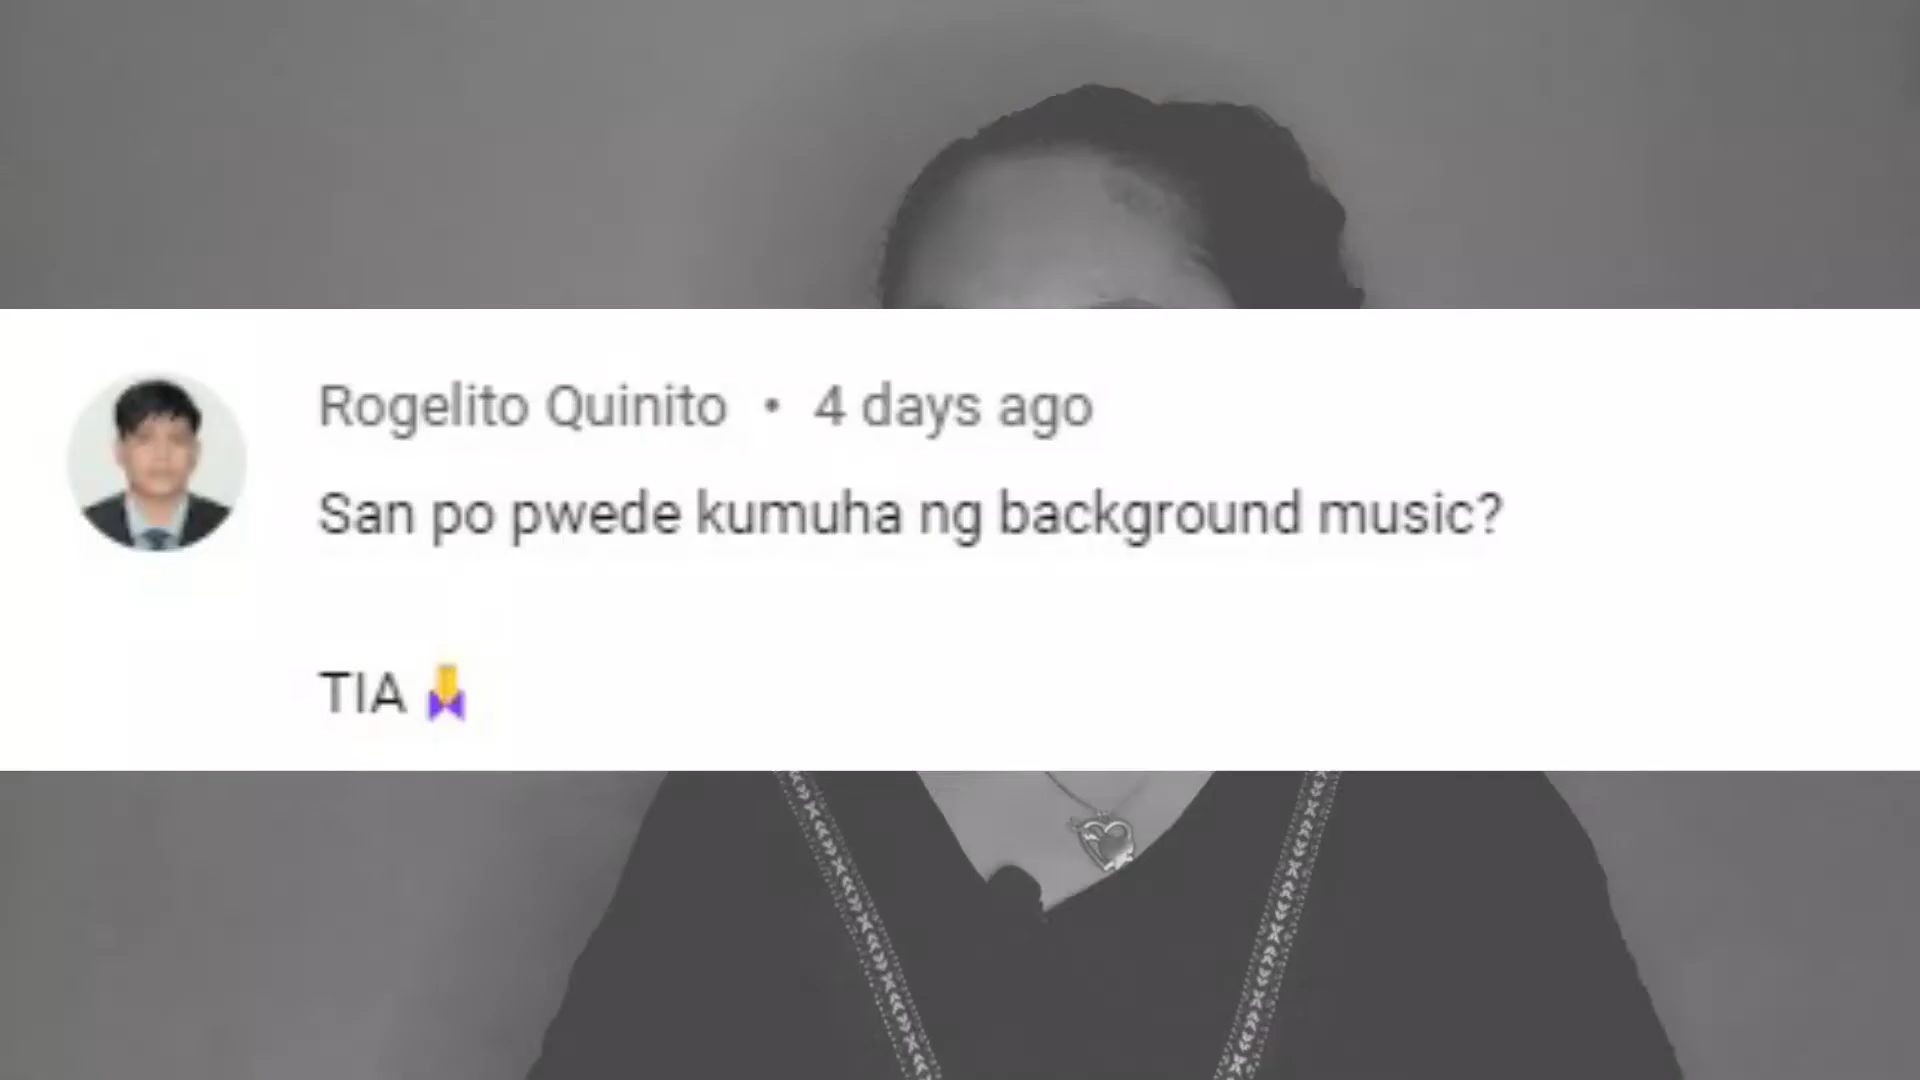 Rogelito Quinito • 4 days ago
San po pwede kumuha ng background music?
TIA